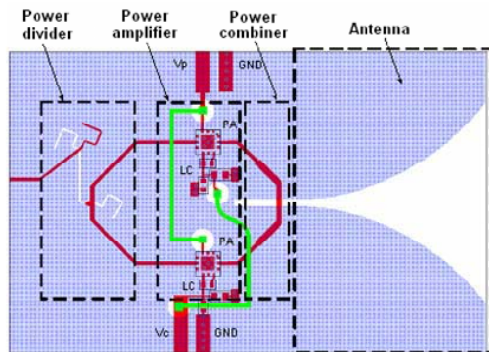 Power
divider
Power
amplifier
Power
combiner
Antenna
Vp
GND
PA
LC
PA
LC
Vc
GND